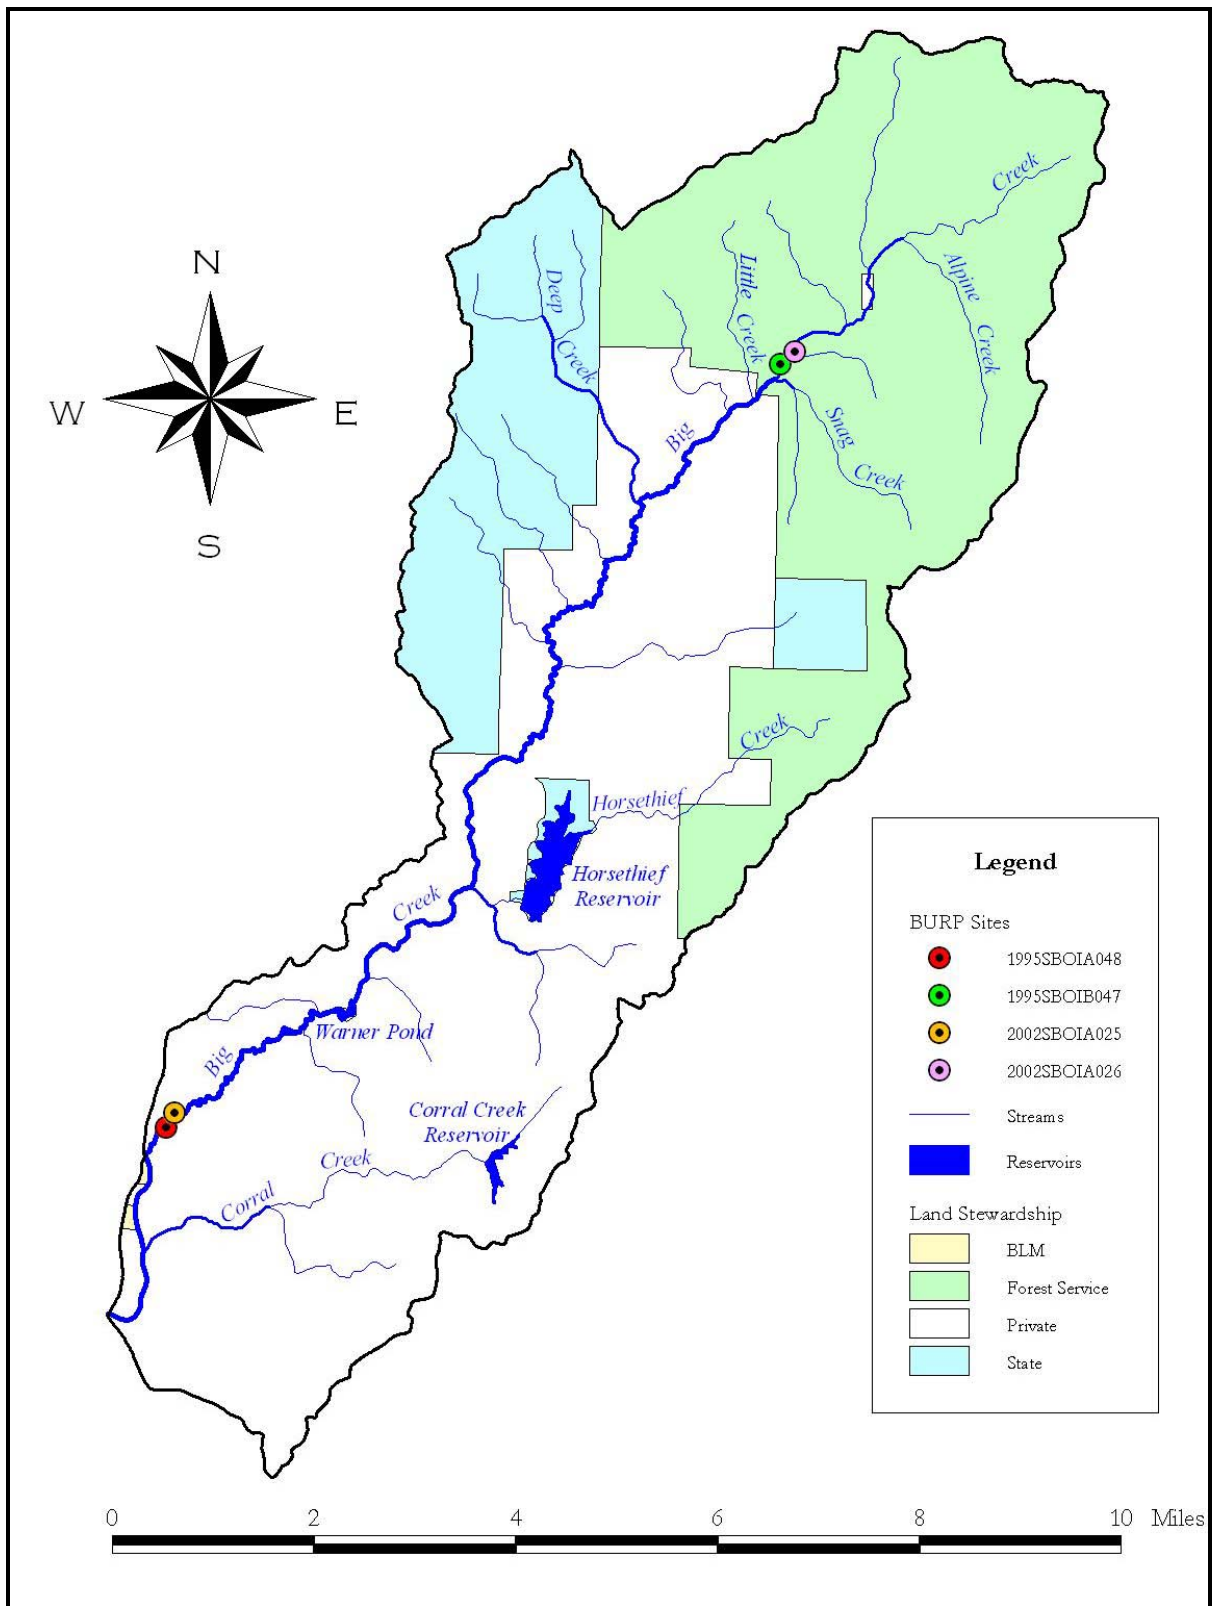 N
W
E
S
Creek
Alpine
Creek
Little
Creek
Deep
Creek
Big
Snag
Creek
Creek
Horsethief
Horsethief
Reservoir
Creek
Warner Pond
Big
Corral Creek
Reservoir
Creek
Corral
Legend
BURP Sites
1995SBOIA048
1995SBOIB047
2002SBOIA025
2002SBOIA026
Streams
Reservoirs
Land Stewardship
BLM
Forest Service
Private
State
0 2 4 6 8 10 Miles